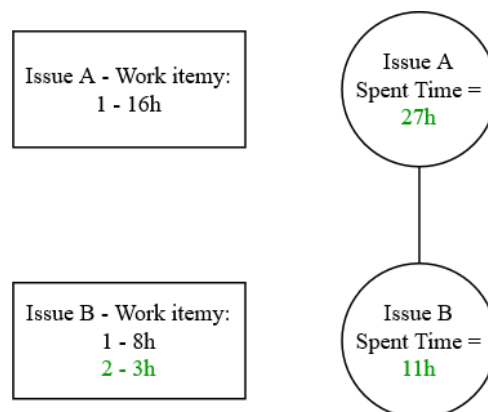 Issue A - Work itemy:
1 - 16h
Issue A
Spent Time =
27h
Issue B - Work itemy:
1 - 8h
2 - 3h
Issue B
Spent Time =
11h